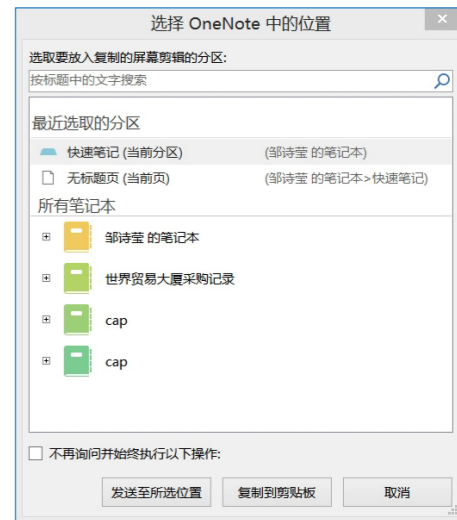 选择 OneNote 中的位置
选取要放入复制的屏幕剪辑的分区:
按标题中的文字搜索
最近选取的分区
快速笔记 (当前分区) (邹诗莹 的笔记本)
无标题页 (当前页) (邹诗莹 的笔记本>快速笔记)
所有笔记本
邹诗莹 的笔记本
世界贸易大厦采购记录
cap
cap
不再询问并始终执行以下操作:
发送至所选位置 复制到剪贴板 取消